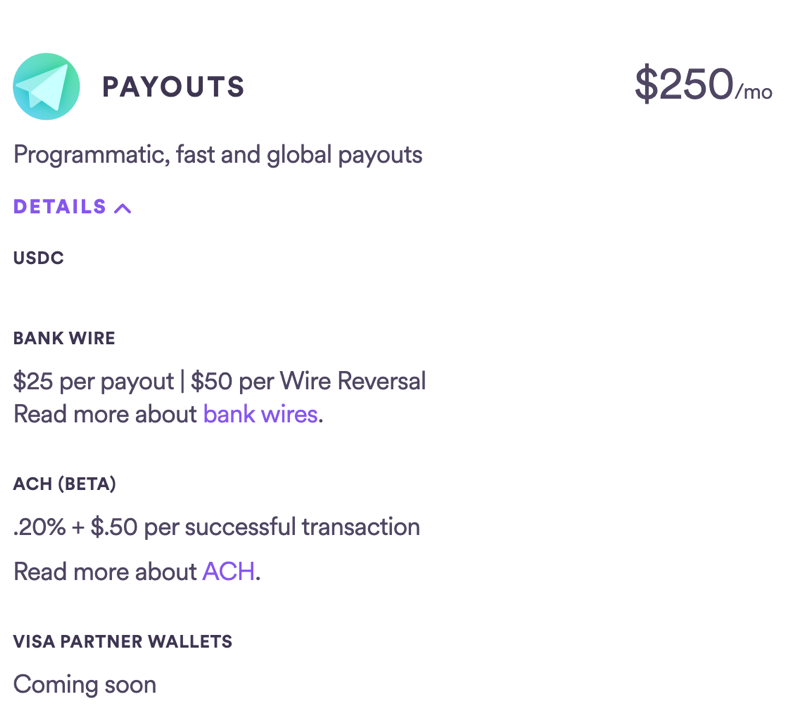 PAYOUTS
$250/mo
Programmatic, fast and global payouts
DETAILS
USDC
BANK WIRE
$25 per payout | $50 per Wire Reversal
Read more about bank wires.
ACH (BETA)
.20% + $.50 per successful transaction
Read more about ACH.
VISA PARTNER WALLETS
Coming soon